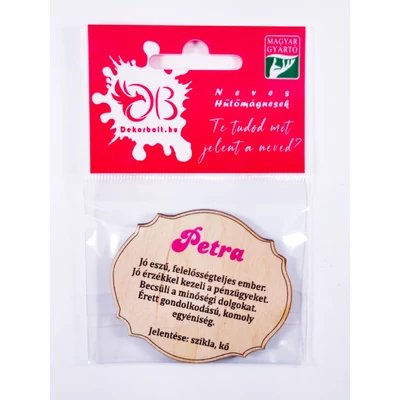 DB
Dekorbolt.hu
MAGYAR
GYÁRTÓ
Neves
Hűtőmágnesek
Te tudod mit
jelent a neved?
Petra
Jó eszű, felelősségteljes ember.
Jó érzékkel kezeli a pénzügyeket.
Becsüli a minőségi dolgokat.
Érett gondolkodású, komoly
egyéniség.
Jelentése: szikla, kő